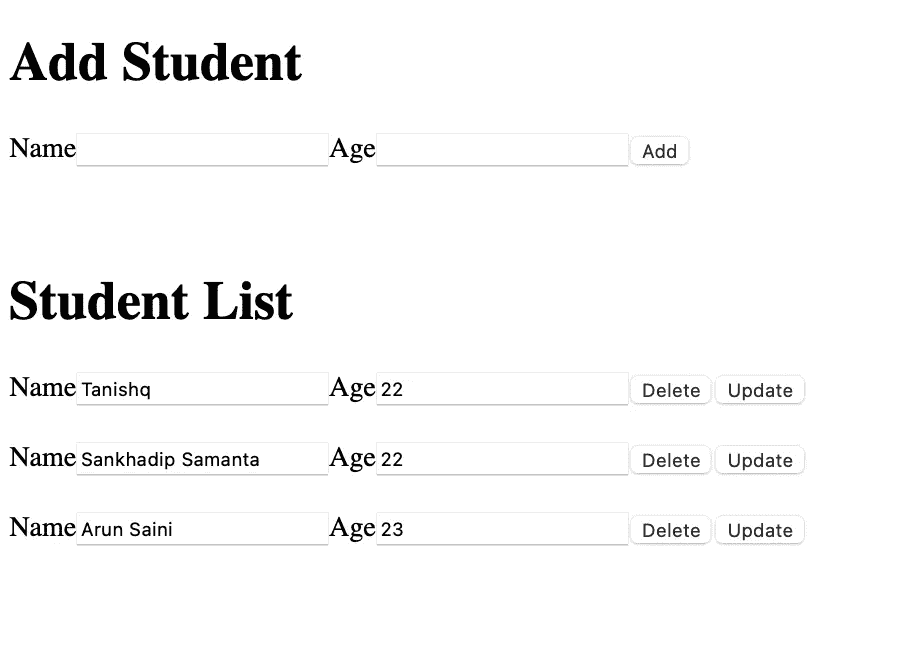 Add Student
Name Age Add
Student List
Name Tanishq Age 22 Delete Update
Name Sankhadip Samanta Age 22 Delete Update
Name Arun Saini Age 23 Delete Update